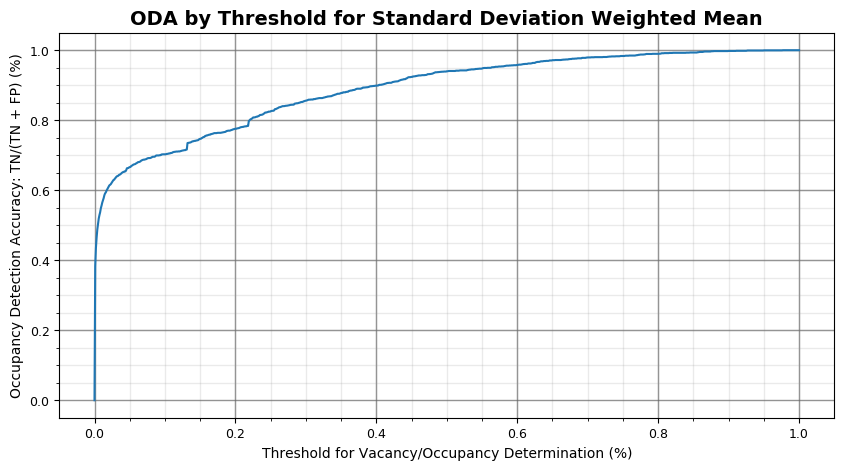 ODA by Threshold for Standard Deviation Weighted Mean
Occupancy Detection Accuracy: TN/(TN + FP) (%)
1.0
0.8
0.6
0.4
0.2
0.0
0.0 0.2 0.4 0.6 0.8 1.0
Threshold for Vacancy/Occupancy Determination (%)